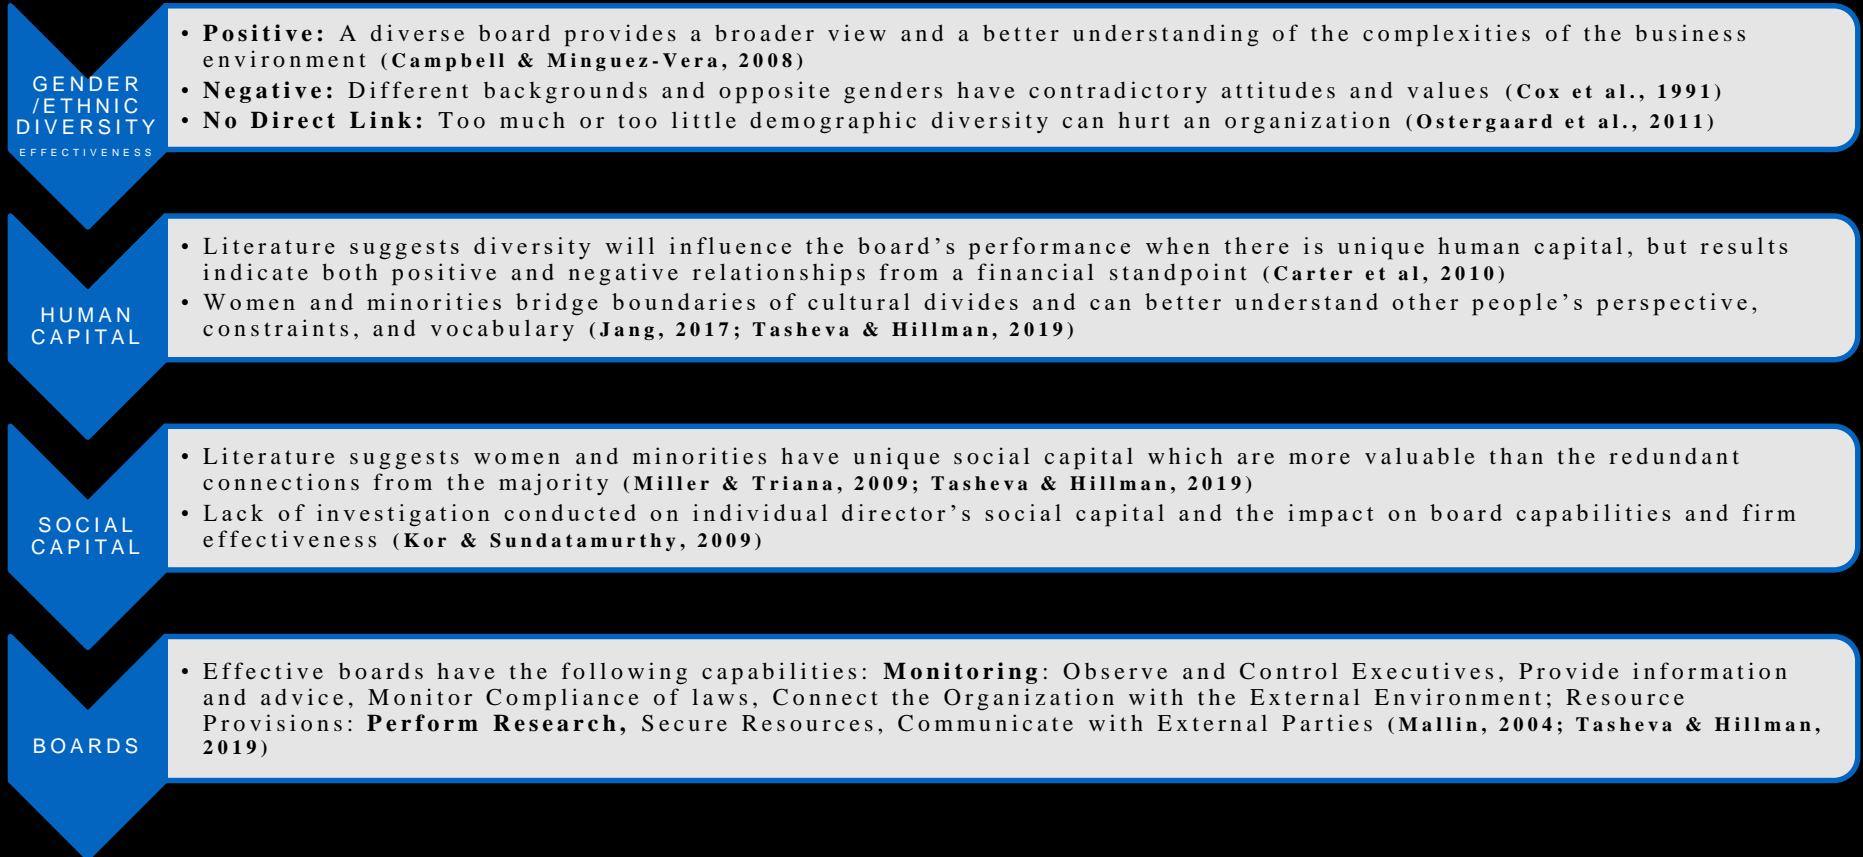 GENDER
/ETHNIC
DIVERSITY
EFFECTIVENESS
• Positive: A diverse board provides a broader view and a better understanding of the complexities of the business
environment (Campbell & Minguez-Vera, 2008)
• Negative: Different backgrounds and opposite genders have contradictory attitudes and values (Cox et al., 1991)
• No Direct Link: Too much or too little demographic diversity can hurt an organization (Ostergaard et al., 2011)
HUMAN
CAPITAL
• Literature suggests diversity will influence the board's performance when there is unique human capital, but results
indicate both positive and negative relationships from a financial standpoint (Carter et al, 2010)
• Women and minorities bridge boundaries of cultural divides and can better understand other people's perspective,
constraints, and vocabulary (Jang, 2017; Tasheva & Hillman, 2019)
SOCIAL
CAPITAL
• Literature suggests women and minorities have unique social capital which are more valuable than the redundant
connections from the majority (Miller & Triana, 2009; Tasheva & Hillman, 2019)
• Lack of investigation conducted on individual director's social capital and the impact on board capabilities and firm
effectiveness (Kor & Sundatamurthy, 2009)
BOARDS
• Effective boards have the following capabilities: Monitoring: Observe and Control Executives, Provide information
and advice, Monitor Compliance of laws, Connect the Organization with the External Environment; Resource
Provisions: Perform Research, Secure Resources, Communicate with External Parties (Mallin, 2004; Tasheva & Hillman,
2019)